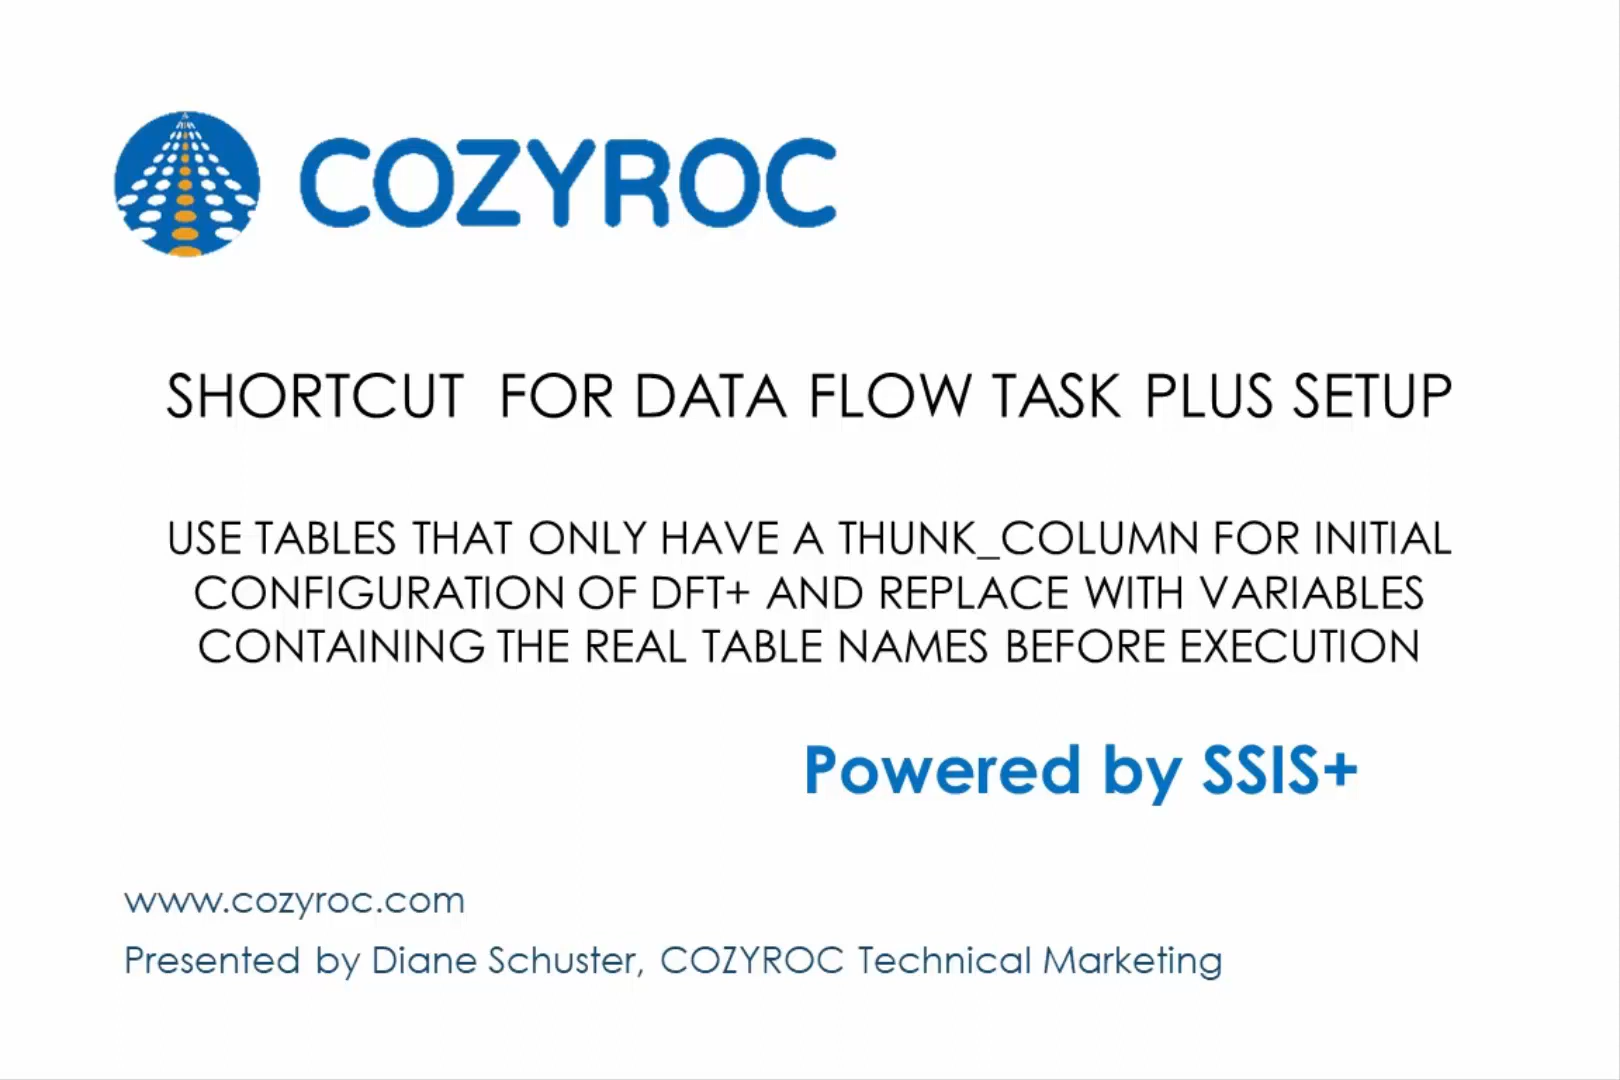 COZYROC
SHORTCUT FOR DATA FLOW TASK PLUS SETUP
USE TABLES THAT ONLY HAVE A THUNK_COLUMN FOR INITIAL
CONFIGURATION OF DFT+ AND REPLACE WITH VARIABLES
CONTAINING THE REAL TABLE NAMES BEFORE EXECUTION
Powered by SSIS+
www.cozyroc.com
Presented by Diane Schuster, COZYROC Technical Marketing